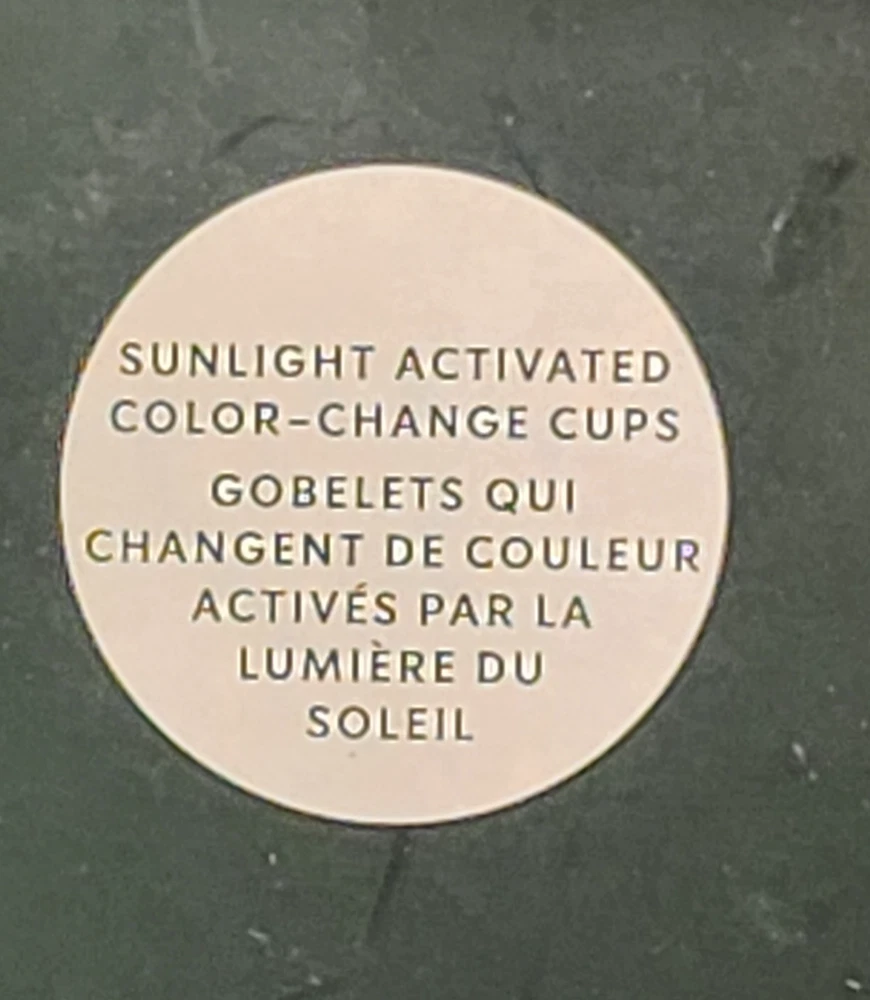 SUNLIGHT ACTIVATED
COLOR-CHANGE CUPS
GOBELETS QUI
CHANGENT DE COULEUR
ACTIVÉS PAR LA
LUMIÈRE DU
SOLEIL